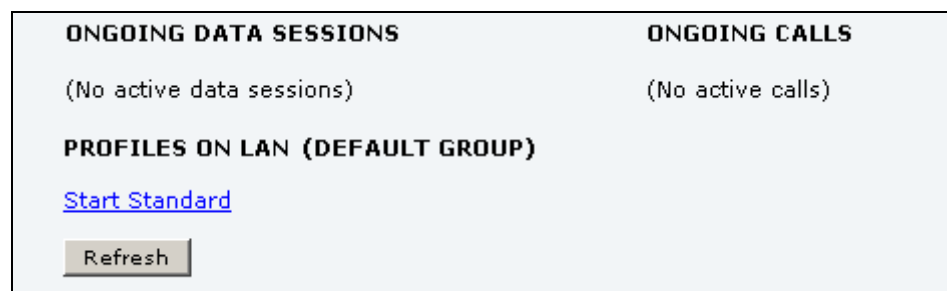 ONGOING DATA SESSIONS
ONGOING CALLS
(No active data sessions)
(No active calls)
PROFILES ON LAN (DEFAULT GROUP)
Start Standard
Refresh